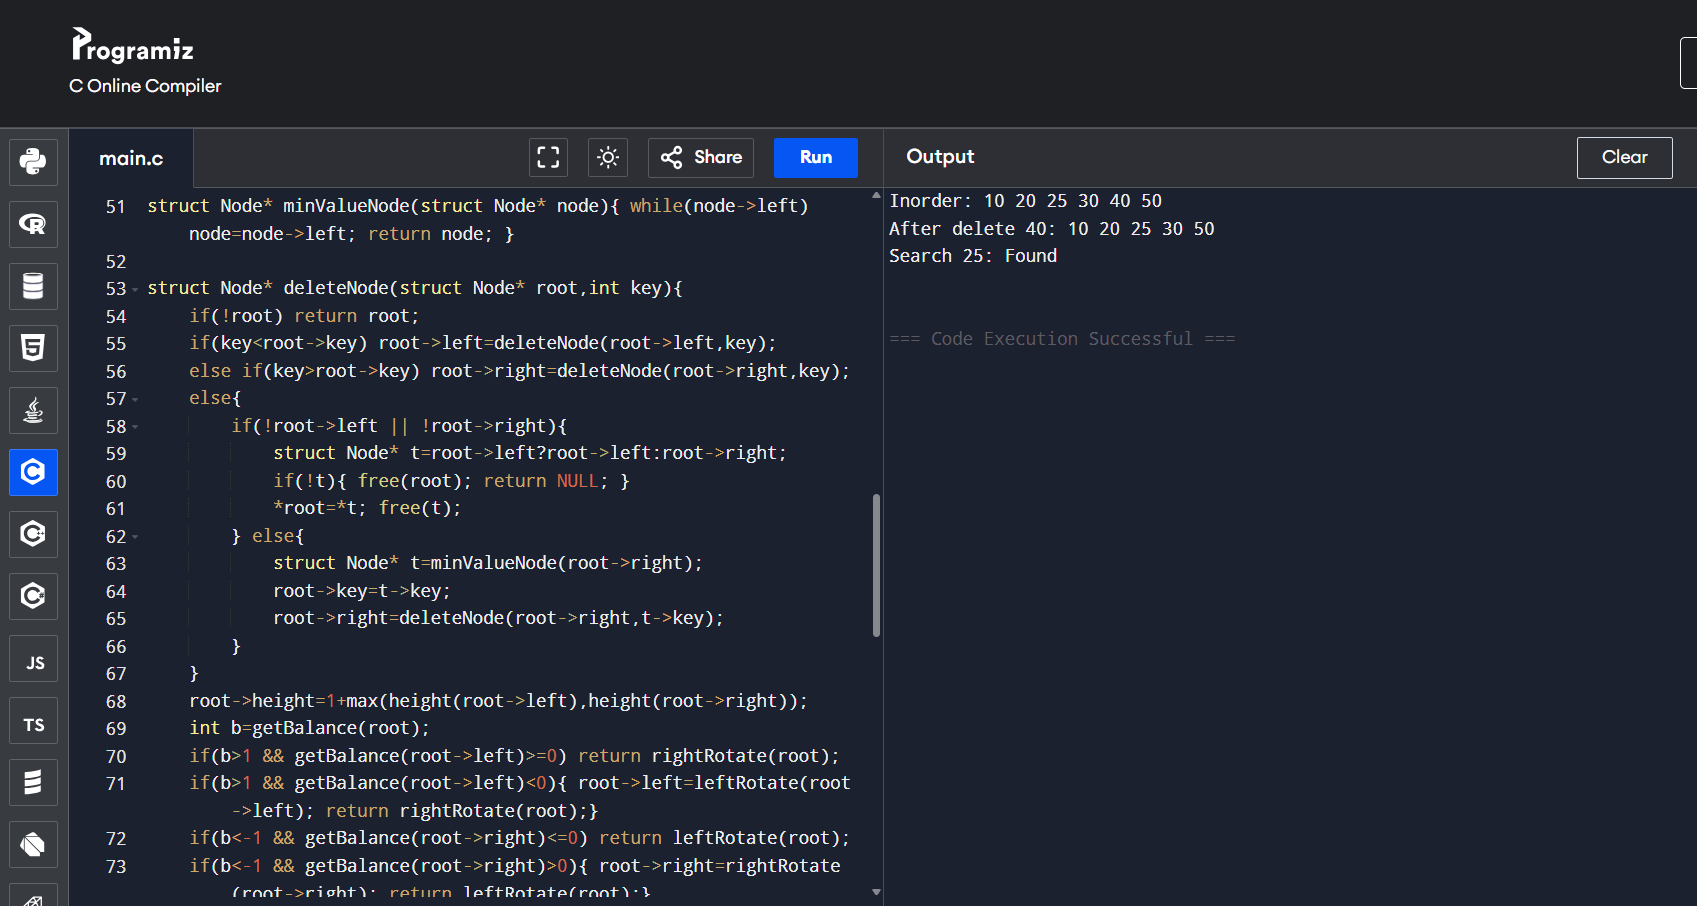 Programiz
C Online Compiler
main.c
Share
Run
Output
Clear
51 struct Node* minValueNode(struct Node* node){ while(node->left)
node=node->left; return node; }
52
53 struct Node* deleteNode(struct Node* root,int key){
54 if(!root) return root;
55 if(key<root->key) root->left=deleteNode(root->left,key);
56 else if(key>root->key) root->right=deleteNode(root->right,key);
57 else{
58 if(!root->left || !root->right){
59 struct Node* t=root->left?root->left:root->right;
60 if(!t){ free(root); return NULL; }
61 *root=*t; free(t);
62 } else{
63 struct Node* t=minValueNode(root->right);
64 root->key=t->key;
65 root->right=deleteNode(root->right,t->key);
66 }
67 }
68 root->height=1+max(height(root->left),height(root->right));
69 int b=getBalance(root);
70 if(b>1 && getBalance(root->left)>=0) return rightRotate(root);
71 if(b>1 && getBalance(root->left)<0){ root->left=leftRotate(root
->left); return rightRotate(root);}
72 if(b<-1 && getBalance(root->right)<=0) return leftRotate(root);
73 if(b<-1 && getBalance(root->right)>0){ root->right=rightRotate
(root->right); return leftRotate(root);}
Inorder: 10 20 25 30 40 50
After delete 40: 10 20 25 30 50
Search 25: Found
=== Code Execution Successful ===
R
5
C
C
C
JS
TS